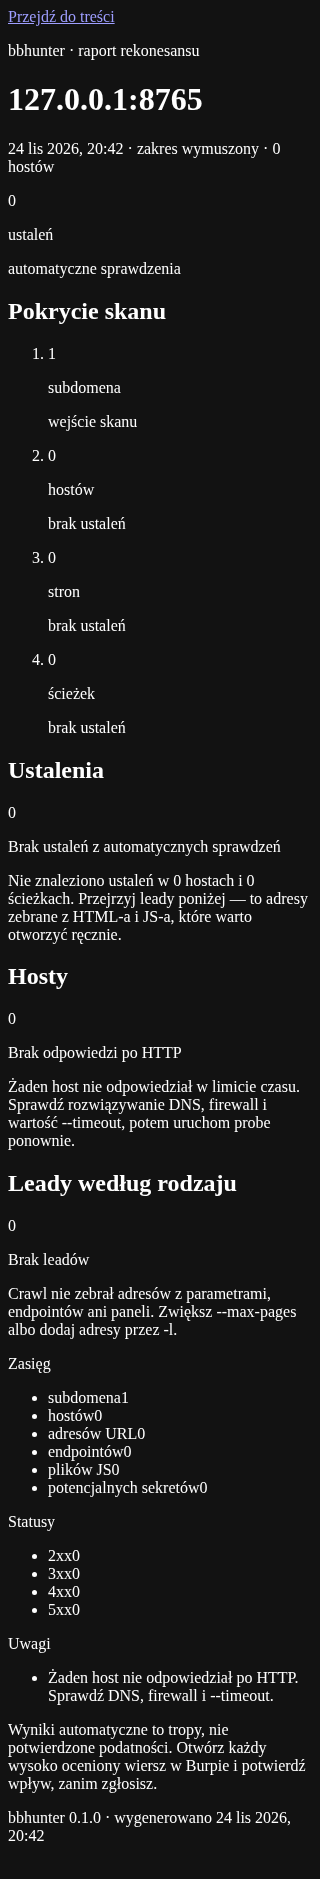 Przejdź do treści
bbhunter · raport rekonesansu
127.0.0.1:8765
24 lis 2026, 20:42 · zakres wymuszony · 0
hostów
0
ustaleń
automatyczne sprawdzenia
Pokrycie skanu
1. 1
subdomena
wejście skanu
2. 0
hostów
brak ustaleń
3. 0
stron
brak ustaleń
4. 0
ścieżek
brak ustaleń
Ustalenia
0
Brak ustaleń z automatycznych sprawdzeń
Nie znaleziono ustaleń w 0 hostach i 0
ścieżkach. Przejrzyj leady poniżej — to adresy
zebrane z HTML-a i JS-a, które warto
otworzyć ręcznie.
Hosty
0
Brak odpowiedzi po HTTP
Żaden host nie odpowiedział w limicie czasu.
Sprawdź rozwiązywanie DNS, firewall i
wartość --timeout, potem uruchom probe
ponownie.
Leady według rodzaju
0
Brak leadów
Crawl nie zebrał adresów z parametrami,
endpointów ani paneli. Zwiększ --max-pages
albo dodaj adresy przez -l.
Zasięg
• subdomena1
• hostów0
• adresów URL0
• endpointów0
• plików JS0
• potencjalnych sekretów0
Statusy
• 2xx0
• 3xx0
• 4xx0
• 5xx0
Uwagi
• Żaden host nie odpowiedział po HTTP.
Sprawdź DNS, firewall i --timeout.
Wyniki automatyczne to tropy, nie
potwierdzone podatności. Otwórz każdy
wysoko oceniony wiersz w Burpie i potwierdź
wpływ, zanim zgłosisz.
bbhunter 0.1.0 · wygenerowano 24 lis 2026,
20:42